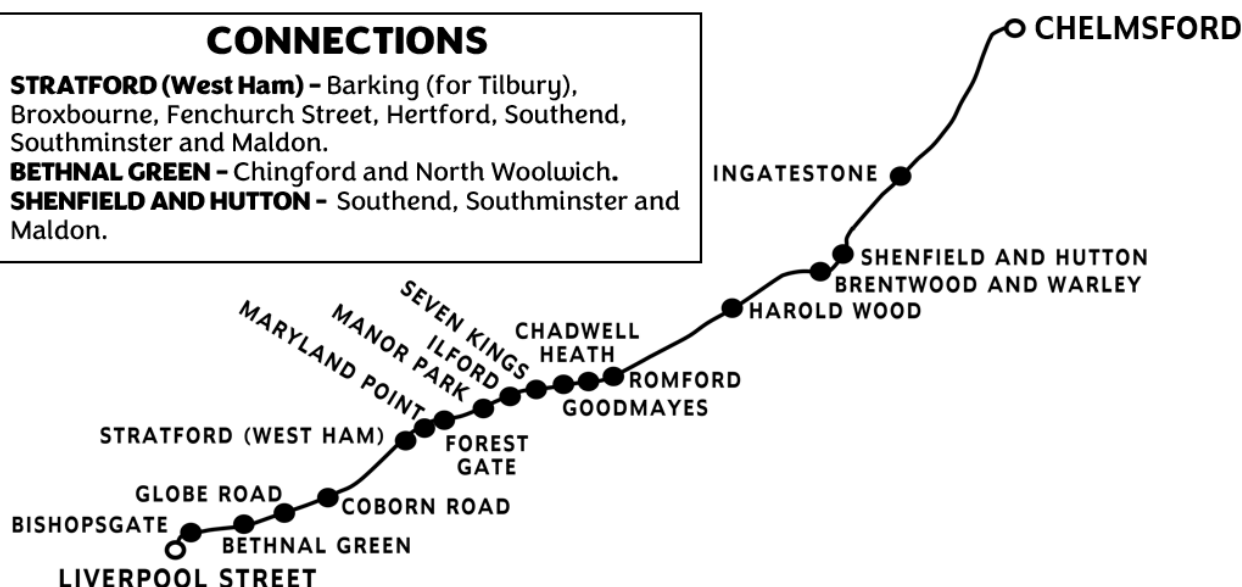 CONNECTIONS
STRATFORD (West Ham) – Barking (for Tilbury),
Broxbourne, Fenchurch Street, Hertford, Southend,
Southminster and Maldon.
BETHNAL GREEN – Chingford and North Woolwich.
SHENFIELD AND HUTTON – Southend, Southminster and
Maldon.
CHELMSFORD
INGATESTONE
SHENFIELD AND HUTTON
BRENTWOOD AND WARLEY
HAROLD WOOD
ROMFORD
CHADWELL
HEATH
GOODMAYES
SEVEN KINGS
ILFORD
MANOR PARK
FOREST
GATE
MARYLAND POINT
STRATFORD (WEST HAM)
COBORN ROAD
GLOBE ROAD
BETHNAL GREEN
BISHOPSGATE
LIVERPOOL STREET